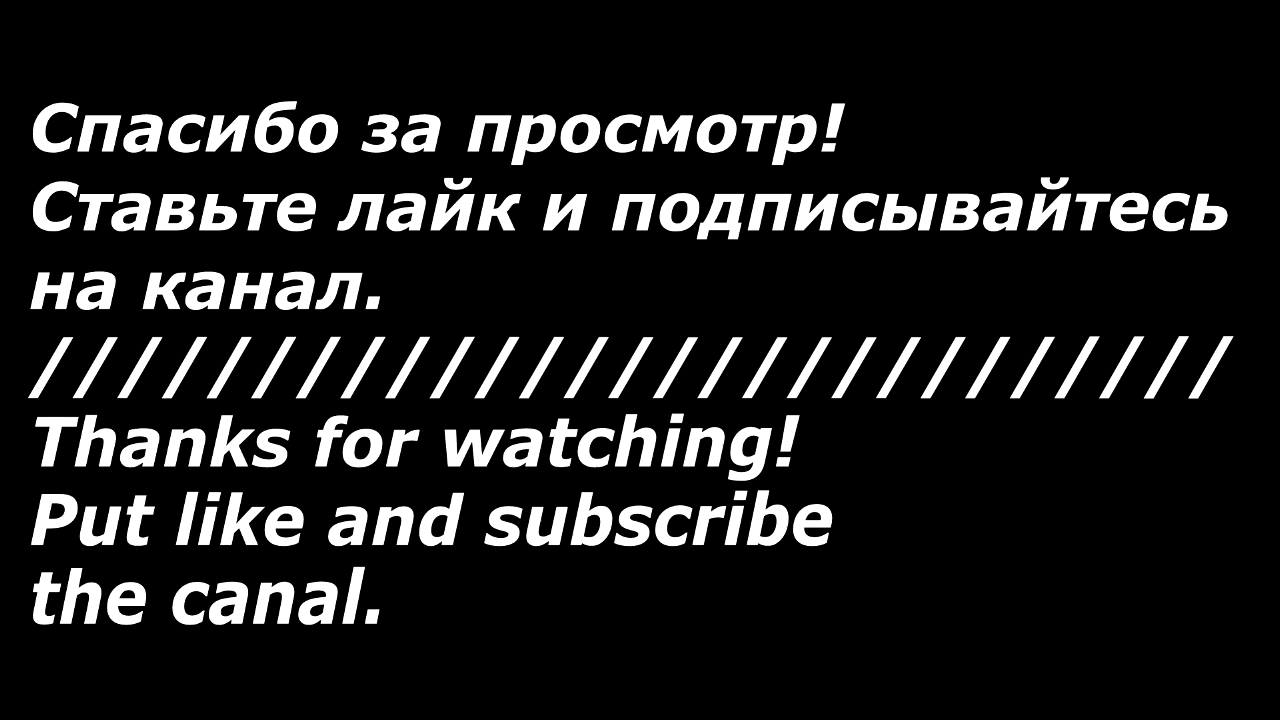 Спасибо за просмотр!
Ставьте лайк и подписывайтесь
на канал.
///////////////////////////
Thanks for watching!
Put like and subscribe
the canal.